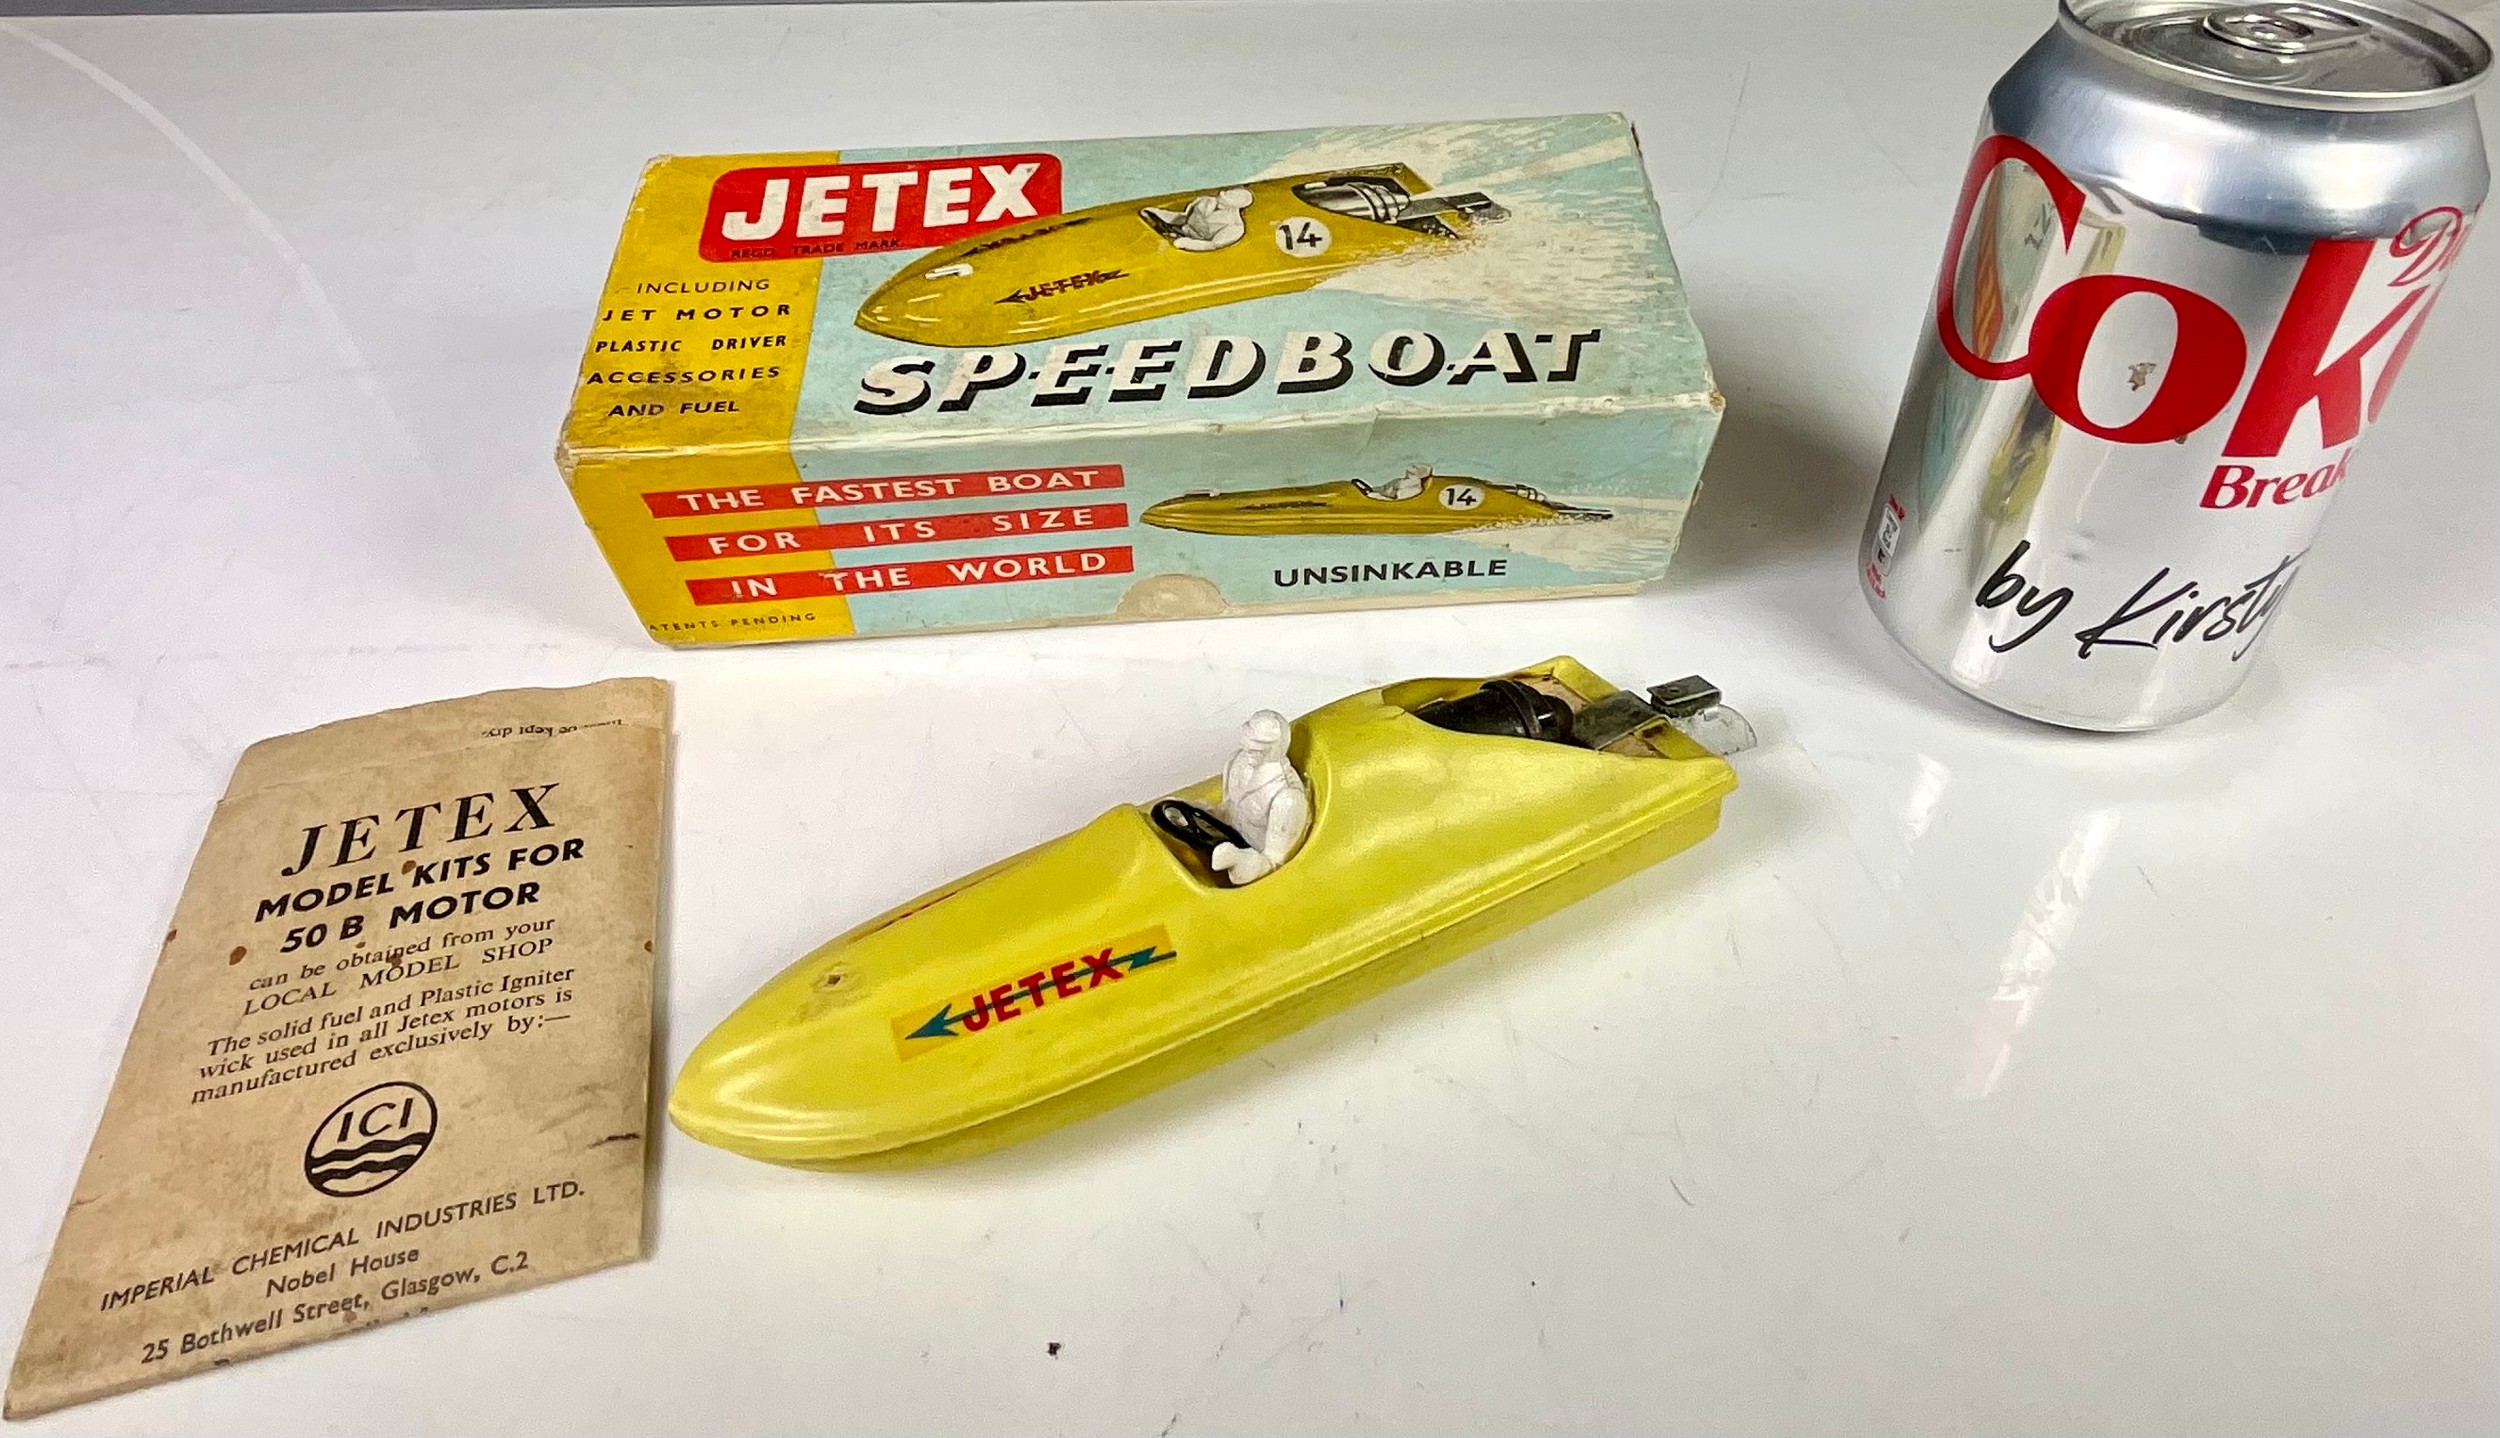 JETEX
REGD. TRADE MARK
INCLUDING
JET MOTOR
PLASTIC DRIVER
ACCESSORIES
AND FUEL
JETEX
14
SPEEDBOAT
THE FASTEST BOAT
FOR ITS SIZE
IN THE WORLD
14
UNSINKABLE
ATENTS PENDING
Coke
Break
by Kirsty
kept dry.
JETEX
MODEL KITS FOR
50 B MOTOR
can be obtained from your
LOCAL MODEL SHOP
The solid fuel and Plastic Igniter
wick used in all Jetex motors is
manufactured exclusively by:—
ICI
IMPERIAL CHEMICAL INDUSTRIES LTD.
Nobel House
25 Bothwell Street, Glasgow, C.2
JETEX